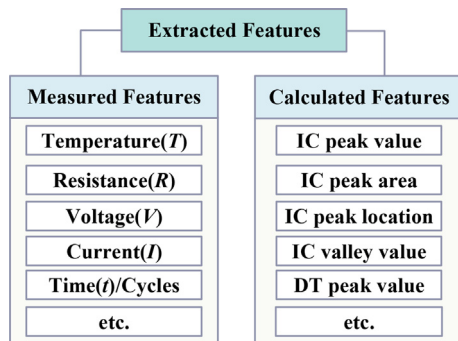 Extracted Features
Measured Features
Temperature(T)
Resistance(R)
Voltage(V)
Current(I)
Time(t)/Cycles
etc.
Calculated Features
IC peak value
IC peak area
IC peak location
IC valley value
DT peak value
etc.